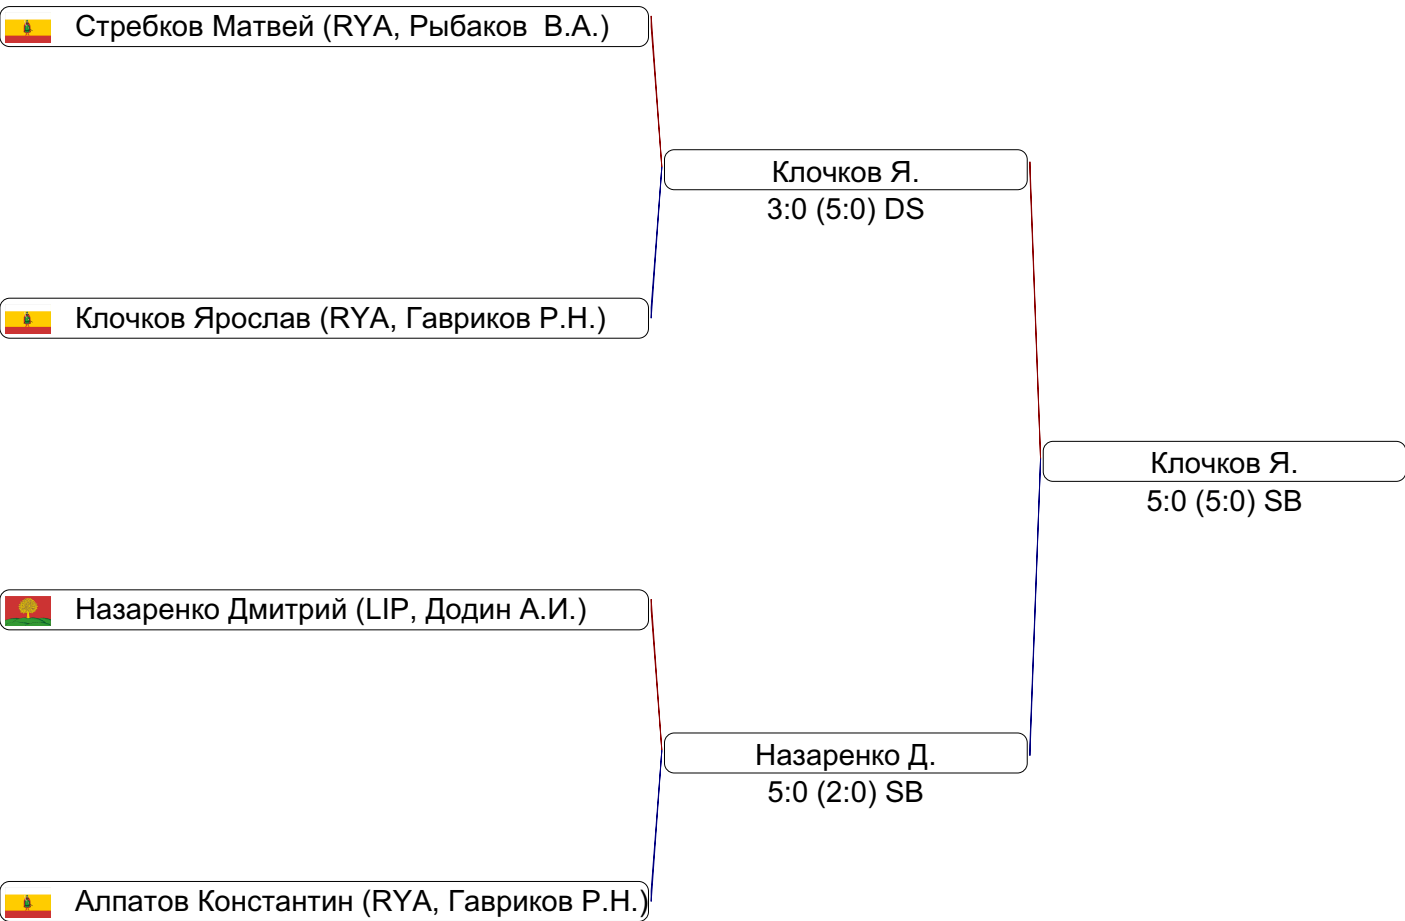 Стребков Матвей (RYA, Рыбаков  В.А.)
Клочков Я.
3:0 (5:0) DS
Клочков Ярослав (RYA, Гавриков Р.Н.)
Клочков Я.
5:0 (5:0) SB
Назаренко Дмитрий (LIP, Додин А.И.)
Назаренко Д.
5:0 (2:0) SB
Алпатов Константин (RYA, Гавриков Р.Н.)